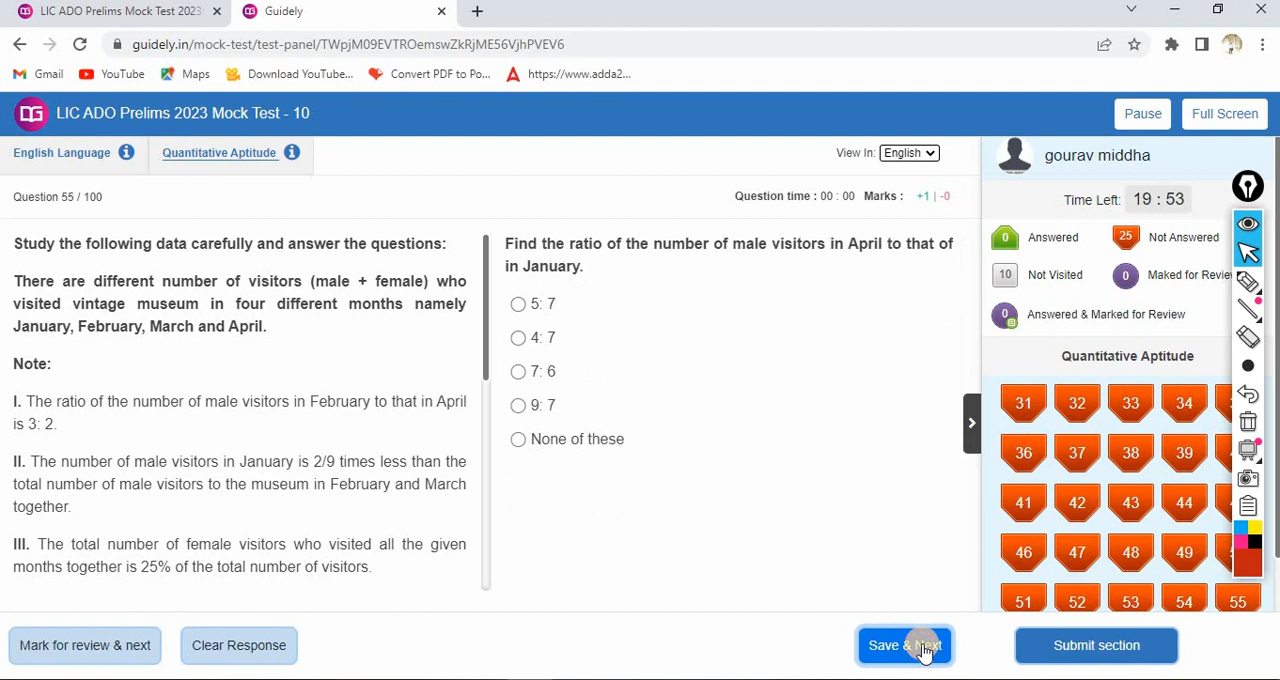 LIC ADO Prelims Mock Test 2023
Guidely
guidely.in/mock-test/test-panel/TWpjM09EVTROemswZkRjME56VjhPVEV6
Gmail
YouTube
Maps
Download YouTube...
Convert PDF to Po...
https://www.adda2...
DG
LIC ADO Prelims 2023 Mock Test - 10
Pause
Full Screen
English Language
Quantitative Aptitude
View In: English
gourav middha
Question 55 / 100
Question time : 00 : 00 Marks : +1 | -0
Time Left: 19 : 53
0 Answered
25 Not Answered
10 Not Visited
0 Maked for Revie
0 Answered & Marked for Review
Quantitative Aptitude
31 32 33 34
36 37 38 39
41 42 43 44
46 47 48 49
51 52 53 54 55
Study the following data carefully and answer the questions:
There are different number of visitors (male + female) who
visited vintage museum in four different months namely
January, February, March and April.
Note:
I. The ratio of the number of male visitors in February to that in April
is 3: 2.
II. The number of male visitors in January is 2/9 times less than the
total number of male visitors to the museum in February and March
together.
III. The total number of female visitors who visited all the given
months together is 25% of the total number of visitors.
Find the ratio of the number of male visitors in April to that of
in January.
5: 7
4: 7
7: 6
9: 7
None of these
Mark for review & next
Clear Response
Save & Next
Submit section